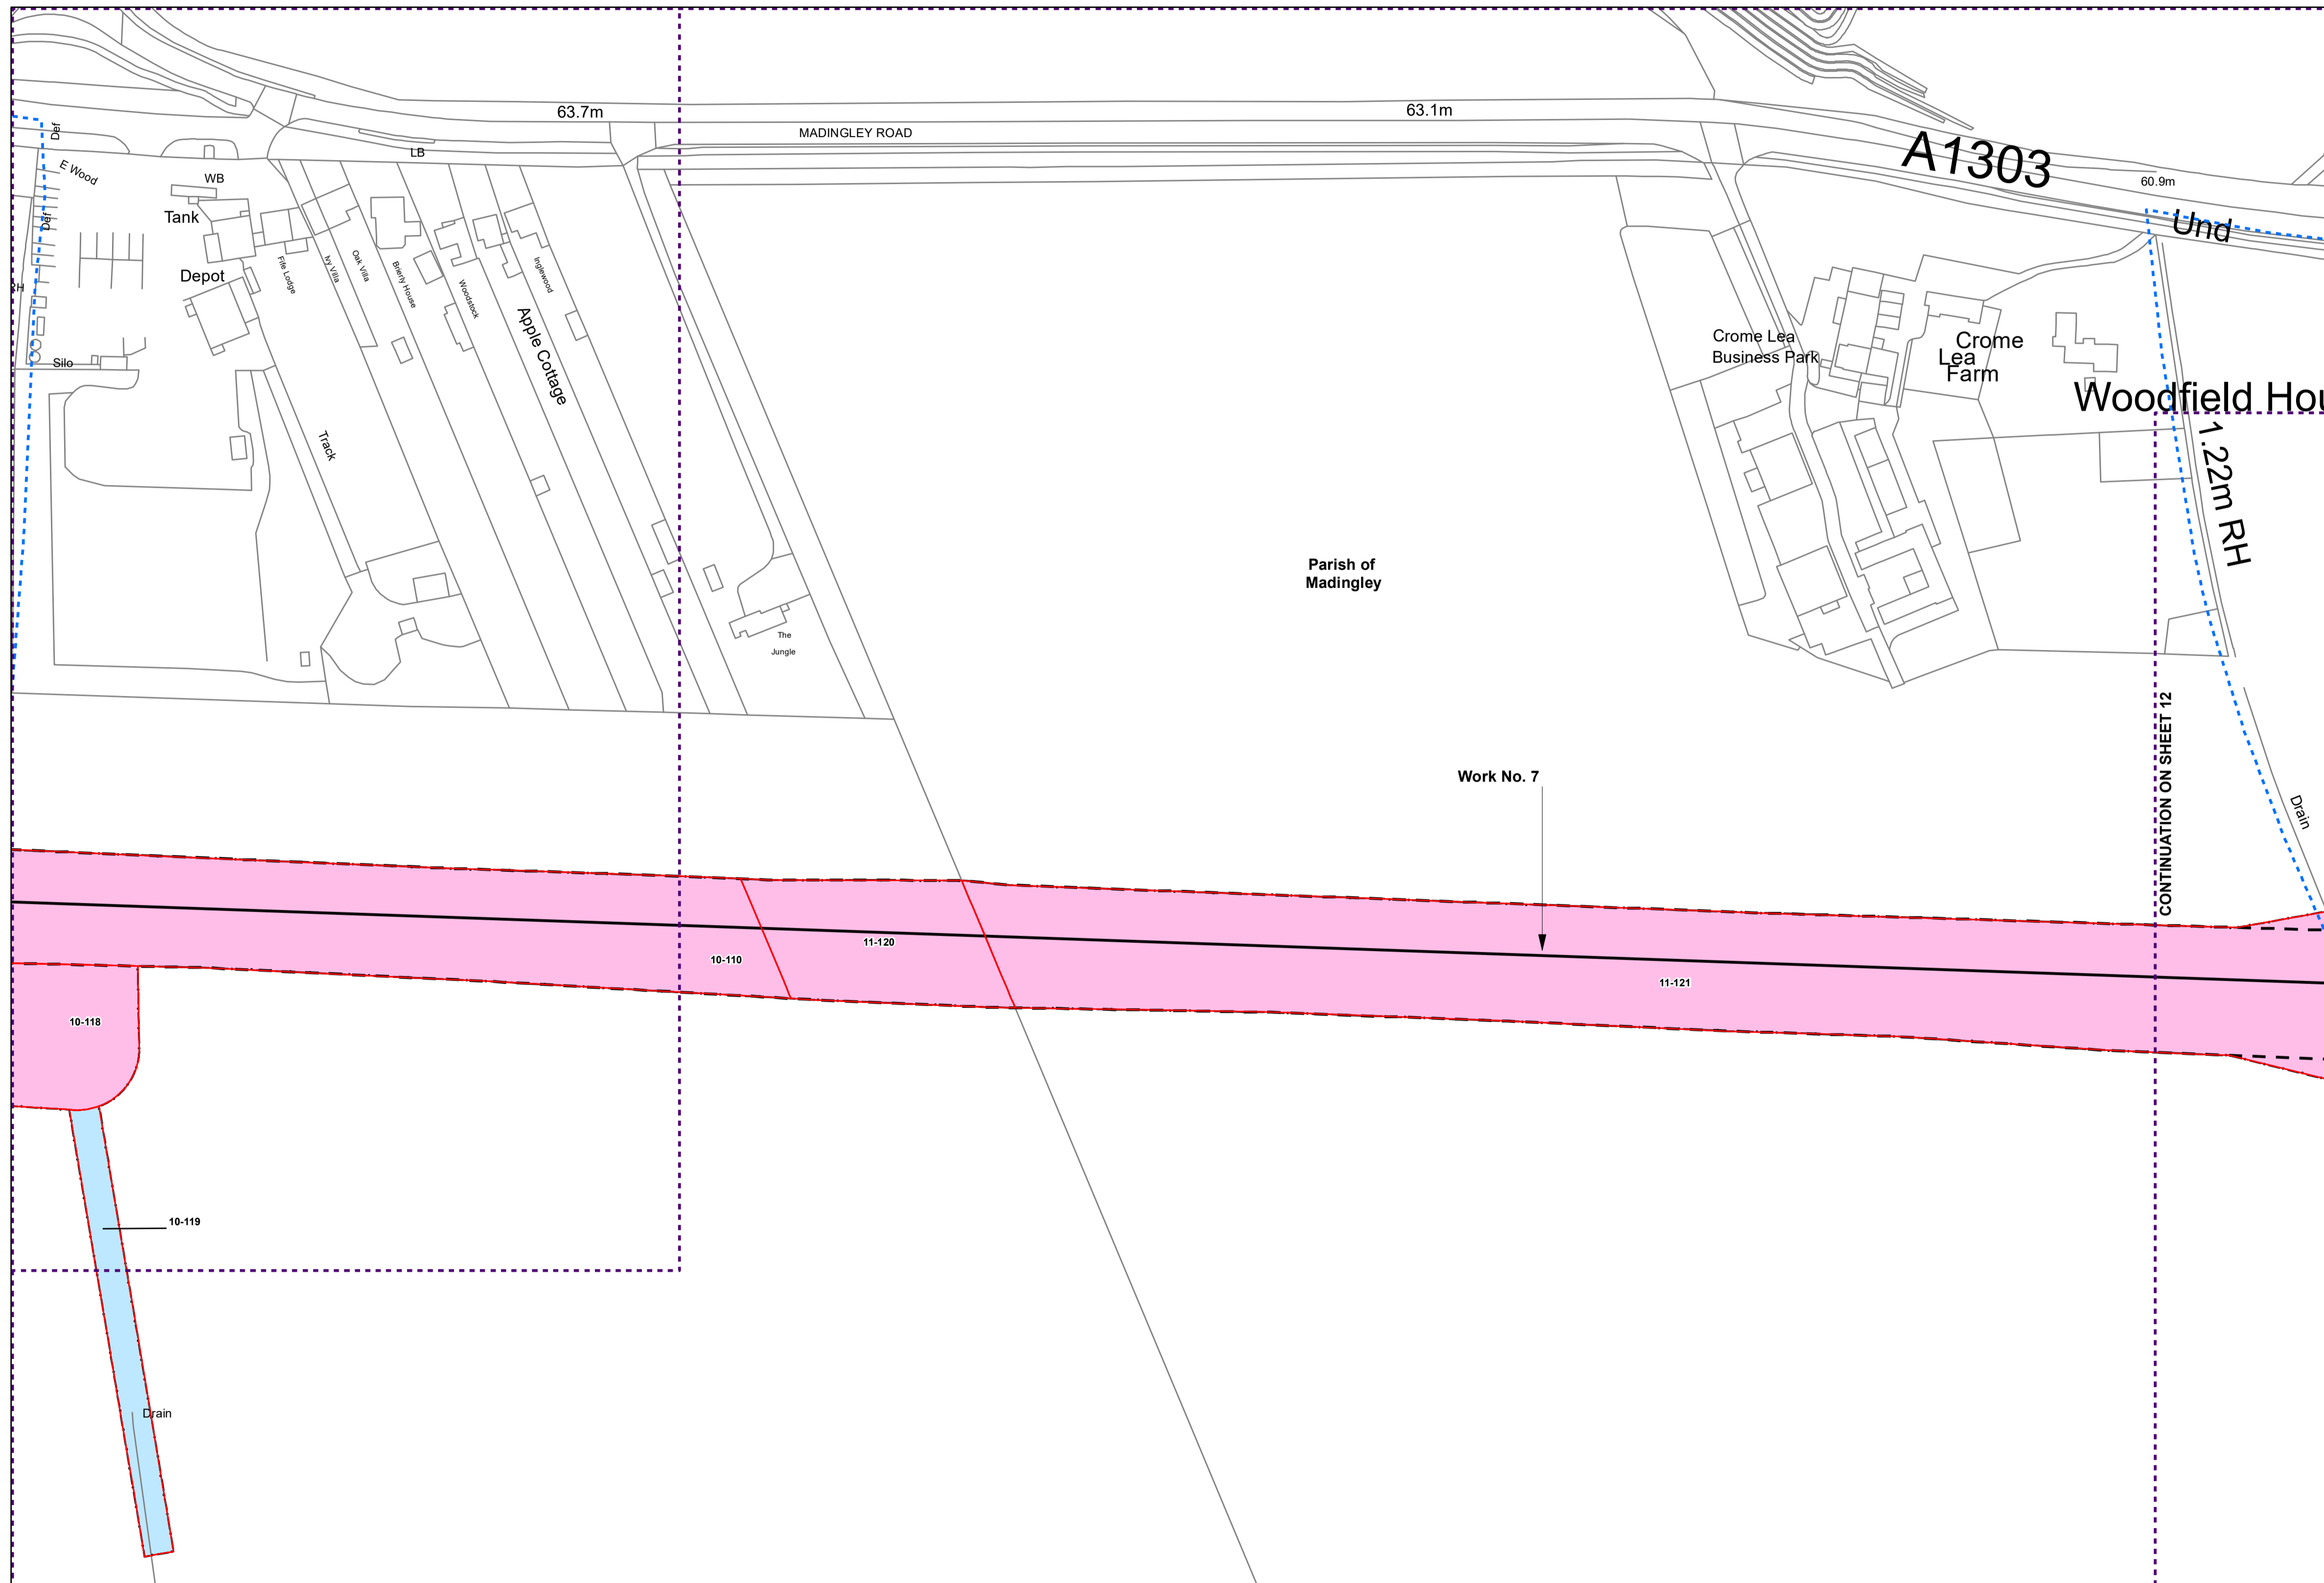 63.7m
63.1m
MADINGLEY ROAD
A1303
60.9m
Und
Def
E Wood
LB
WB
Tank
Def
Depot
Fife Lodge
Ivy Villa
Oak Villa
Brierly House
Woodstock
Apple Cottage
Inglewood
RH
Silo
Track
Crome Lea
Business Park
Crome
Lea
Farm
Woodfield Hou
1.22m RH
Parish of
Madingley
The
Jungle
Work No. 7
CONTINUATION ON SHEET 12
Drain
11-120
10-110
11-121
10-118
10-119
Drain